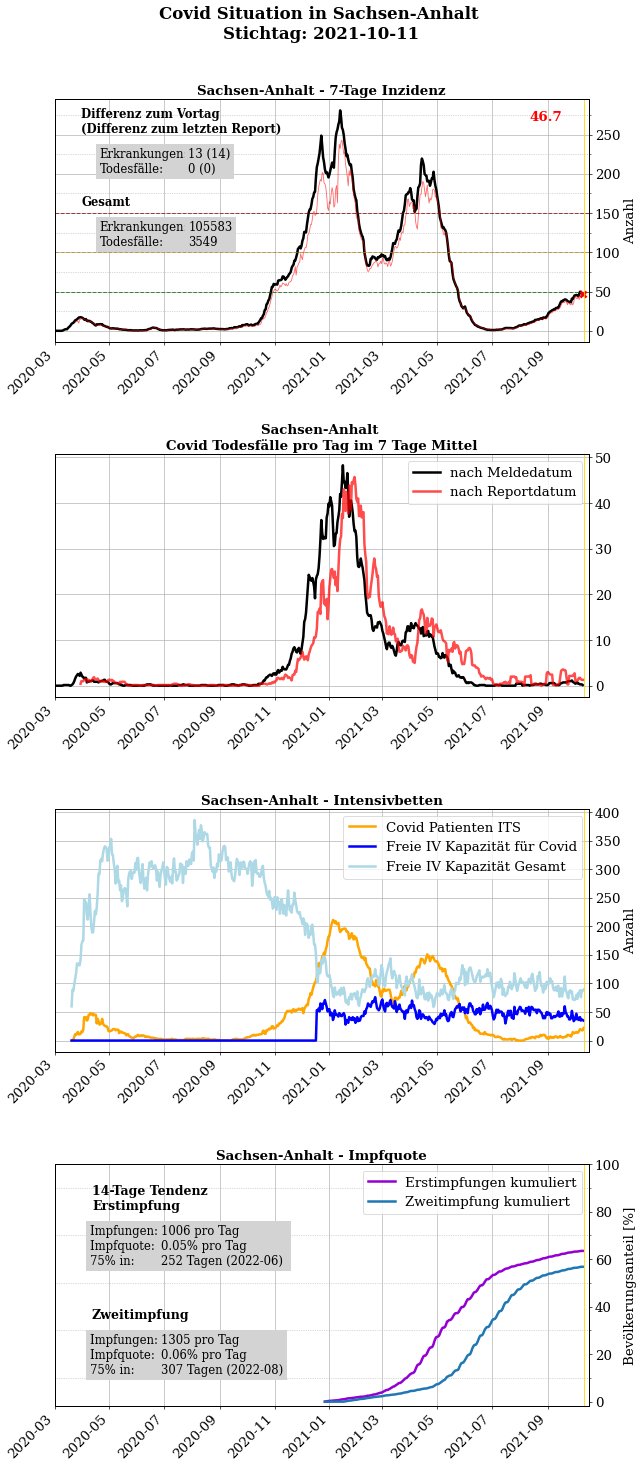 Covid Situation in Sachsen-Anhalt
Stichtag: 2021-10-11
Sachsen-Anhalt - 7-Tage Inzidenz
Differenz zum Vortag
(Differenz zum letzten Report)
Erkrankungen 13 (14)
Todesfälle: 0 (0)
Gesamt
Erkrankungen 105583
Todesfälle: 3549
46.7
250
200
150
100
50
0
Anzahl
2020-03
2020-05
2020-07
2020-09
2020-11
2021-01
2021-03
2021-05
2021-07
2021-09
Sachsen-Anhalt
Covid Todesfälle pro Tag im 7 Tage Mittel
nach Meldedatum
nach Reportdatum
50
40
30
20
10
0
2020-03
2020-05
2020-07
2020-09
2020-11
2021-01
2021-03
2021-05
2021-07
2021-09
Sachsen-Anhalt - Intensivbetten
Covid Patienten ITS
Freie IV Kapazität für Covid
Freie IV Kapazität Gesamt
400
350
300
250
200
150
100
50
0
Anzahl
2020-03
2020-05
2020-07
2020-09
2020-11
2021-01
2021-03
2021-05
2021-07
2021-09
Sachsen-Anhalt - Impfquote
14-Tage Tendenz
Erstimpfung
Impfungen: 1006 pro Tag
Impfquote: 0.05% pro Tag
75% in: 252 Tagen (2022-06)
Zweitimpfung
Impfungen: 1305 pro Tag
Impfquote: 0.06% pro Tag
75% in: 307 Tagen (2022-08)
Erstimpfungen kumuliert
Zweitimpfung kumuliert
100
80
60
40
20
0
Bevölkerungsanteil [%]
2020-03
2020-05
2020-07
2020-09
2020-11
2021-01
2021-03
2021-05
2021-07
2021-09